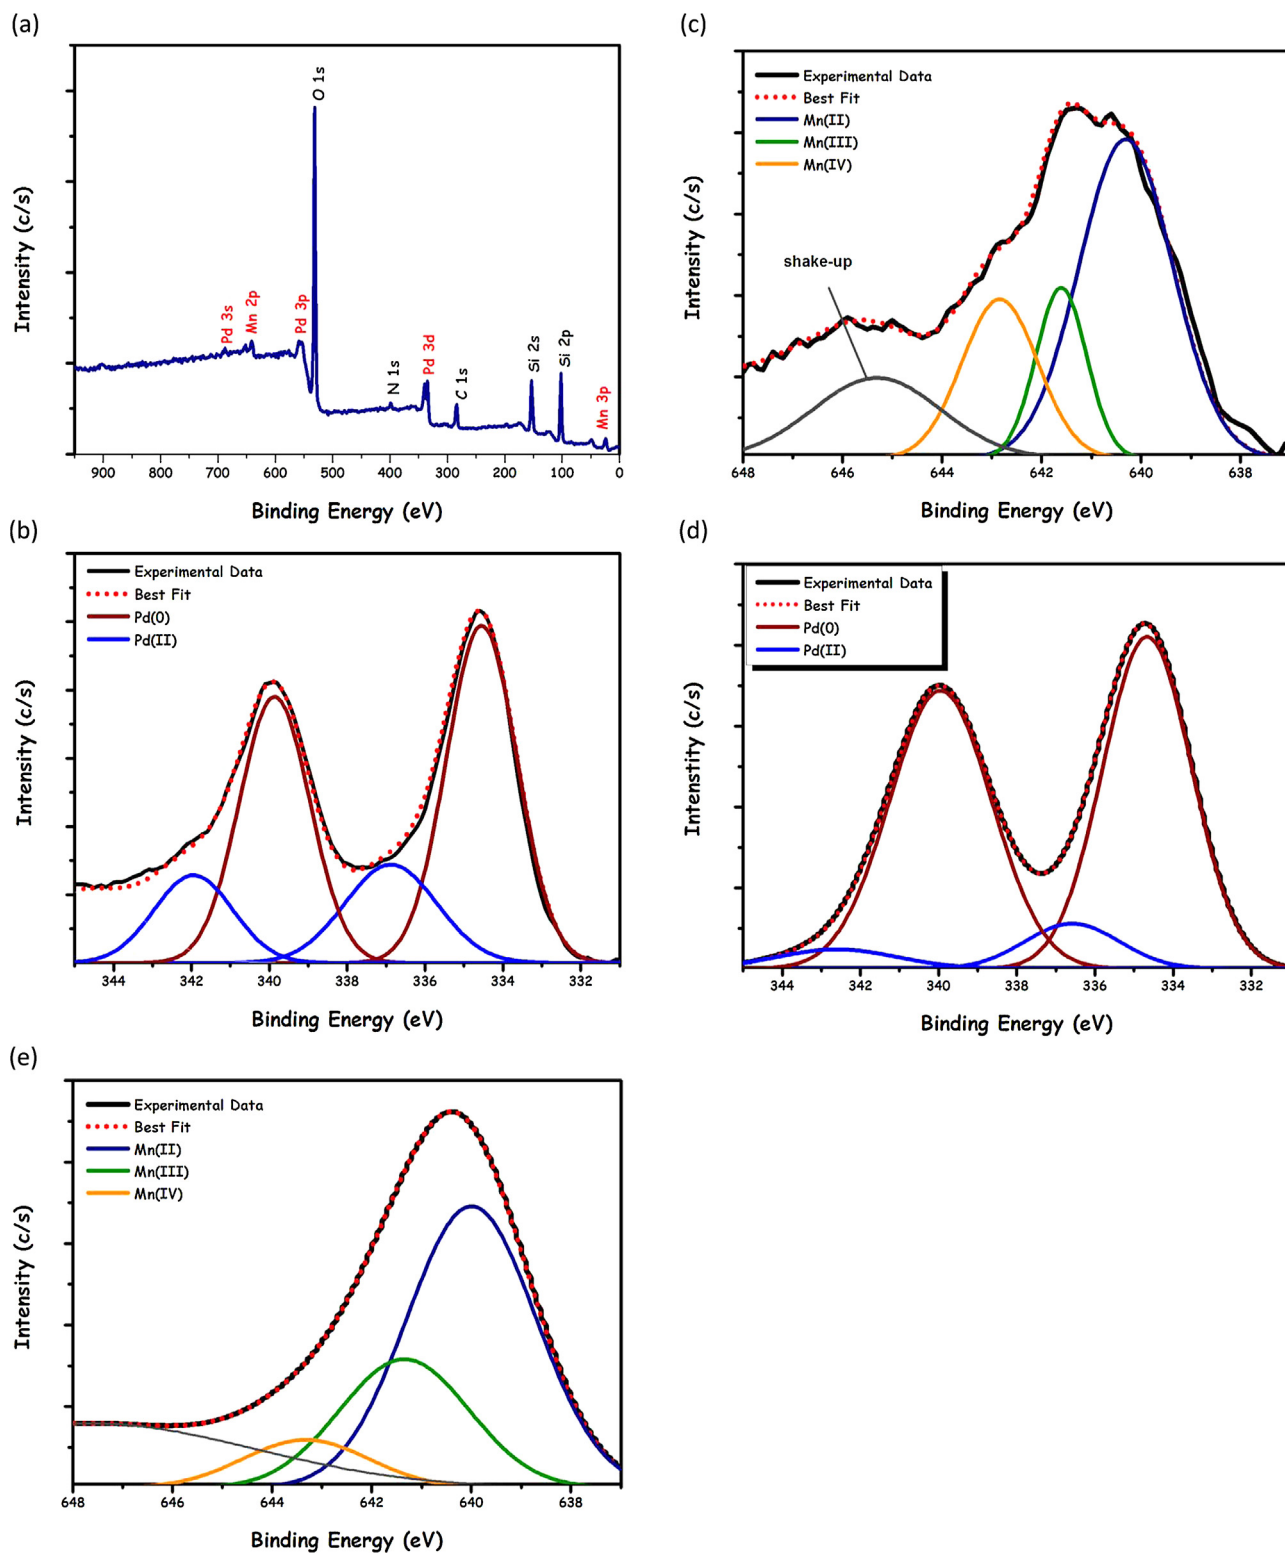 (a)
Intensity (c/s)
O 1s
Pd 3s
Mn 2p
Pd 3p
N 1s
Pd 3d
C 1s
Si 2s
Si 2p
Mn 3p
900 800 700 600 500 400 300 200 100 0
Binding Energy (eV)
(c)
Intensity (c/s)
Experimental Data
Best Fit
Mn(II)
Mn(III)
Mn(IV)
shake-up
648 646 644 642 640 638
Binding Energy (eV)
(b)
Intensity (c/s)
Experimental Data
Best Fit
Pd(0)
Pd(II)
344 342 340 338 336 334 332
Binding Energy (eV)
(d)
Intenstity (c/s)
Experimental Data
Best Fit
Pd(0)
Pd(II)
344 342 340 338 336 334 332
Binding Energy (eV)
(e)
Intensity (c/s)
Experimental Data
Best Fit
Mn(II)
Mn(III)
Mn(IV)
648 646 644 642 640 638
Binding Energy (eV)